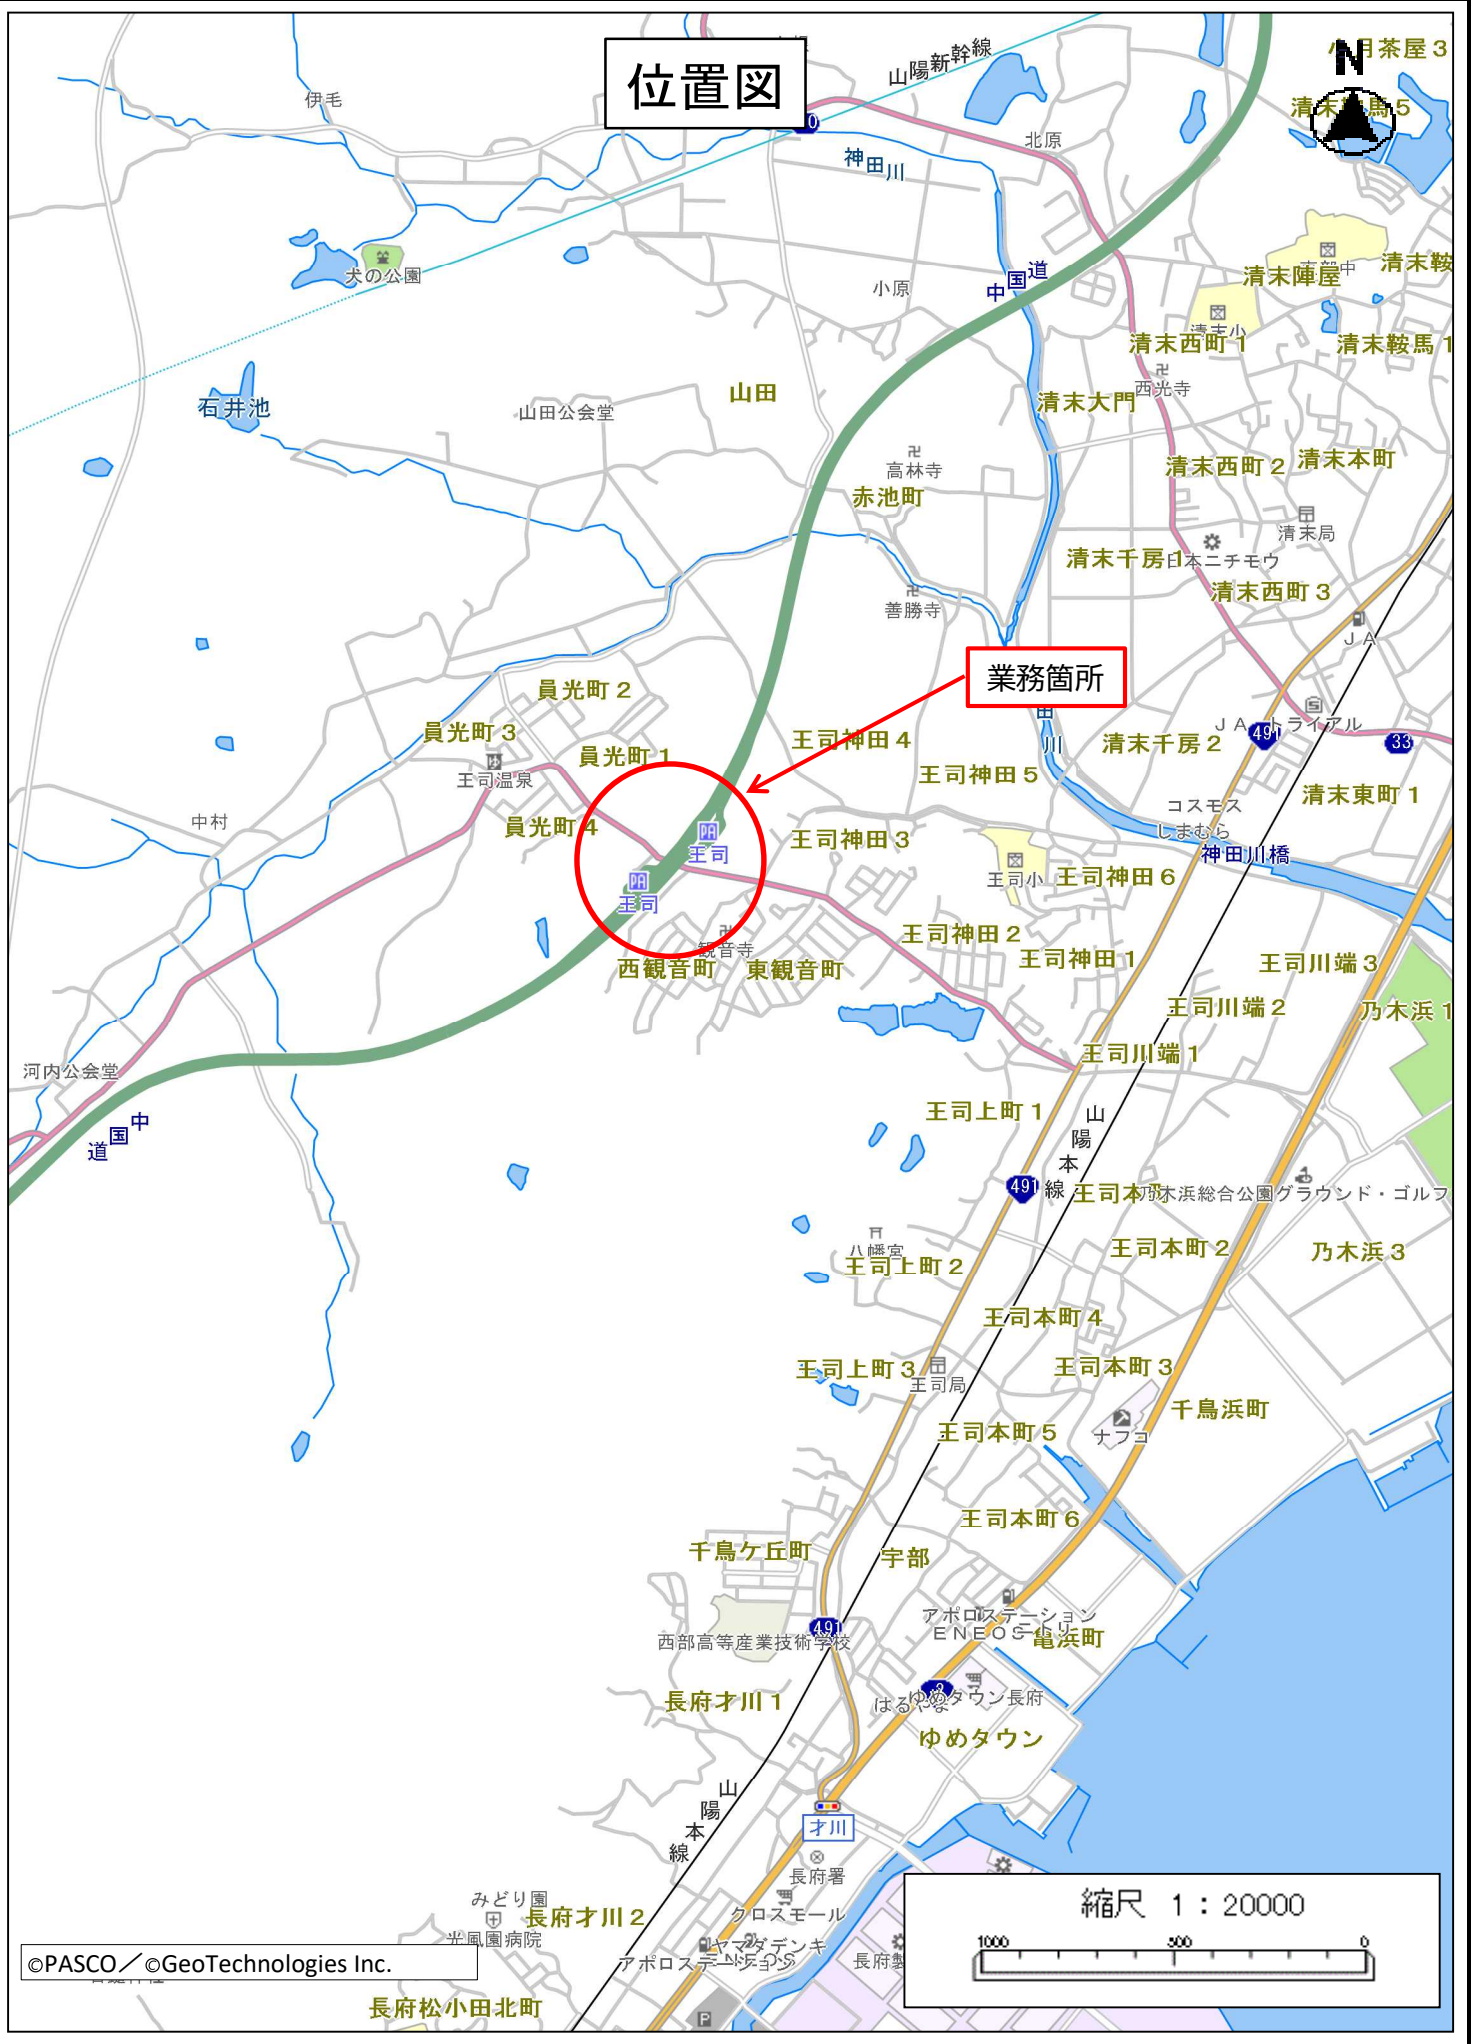 位置図
山陽新幹線
N
小月茶屋3
伊毛
北原
神田川
犬の公園
小原
中国道
清末陣屋
清末鞍
清末小
清末西町1
清末鞍馬1
石井池
山田公会堂
山田
清末大門
西光寺
高林寺
赤池町
清末西町2
清末本町
清末局
清末千房1
日本ニチモウ
清末西町3
善勝寺
JA
業務箇所
員光町2
員光町3
員光町1
王司神田4
田川
清末千房2
JA
トライアル
491
33
王司温泉
王司神田5
清末東町1
中村
員光町4
PA
王司
PA
王司
王司神田3
コスモス
しまむら
神田川橋
王司小
王司神田6
観音寺
西観音町
東観音町
王司神田2
王司神田1
王司川端3
王司川端2
乃木浜1
王司川端1
河内公会堂
中国道
王司上町1
山陽本線
491
乃木浜総合公園グラウンド・ゴルフ
八幡宮
王司上町2
王司本町2
乃木浜3
王司本町4
王司上町3
王司局
王司本町3
千鳥浜町
ナフコ
王司本町5
王司本町6
千鳥ケ丘町
宇部
491
西部高等産業技術学校
アポロステーション
ENEOS
亀浜町
長府才川1
ゆめタウン長府
ゆめタウン
山陽本線
才川
長府署
みどり園
長府才川2
光風園病院
クロスモール
ヤマダデンキ
アポロステーション
ENEOS
P
長府松小田北町
縮尺 1:20000
1000 500 0
©PASCO/©GeoTechnologies Inc.